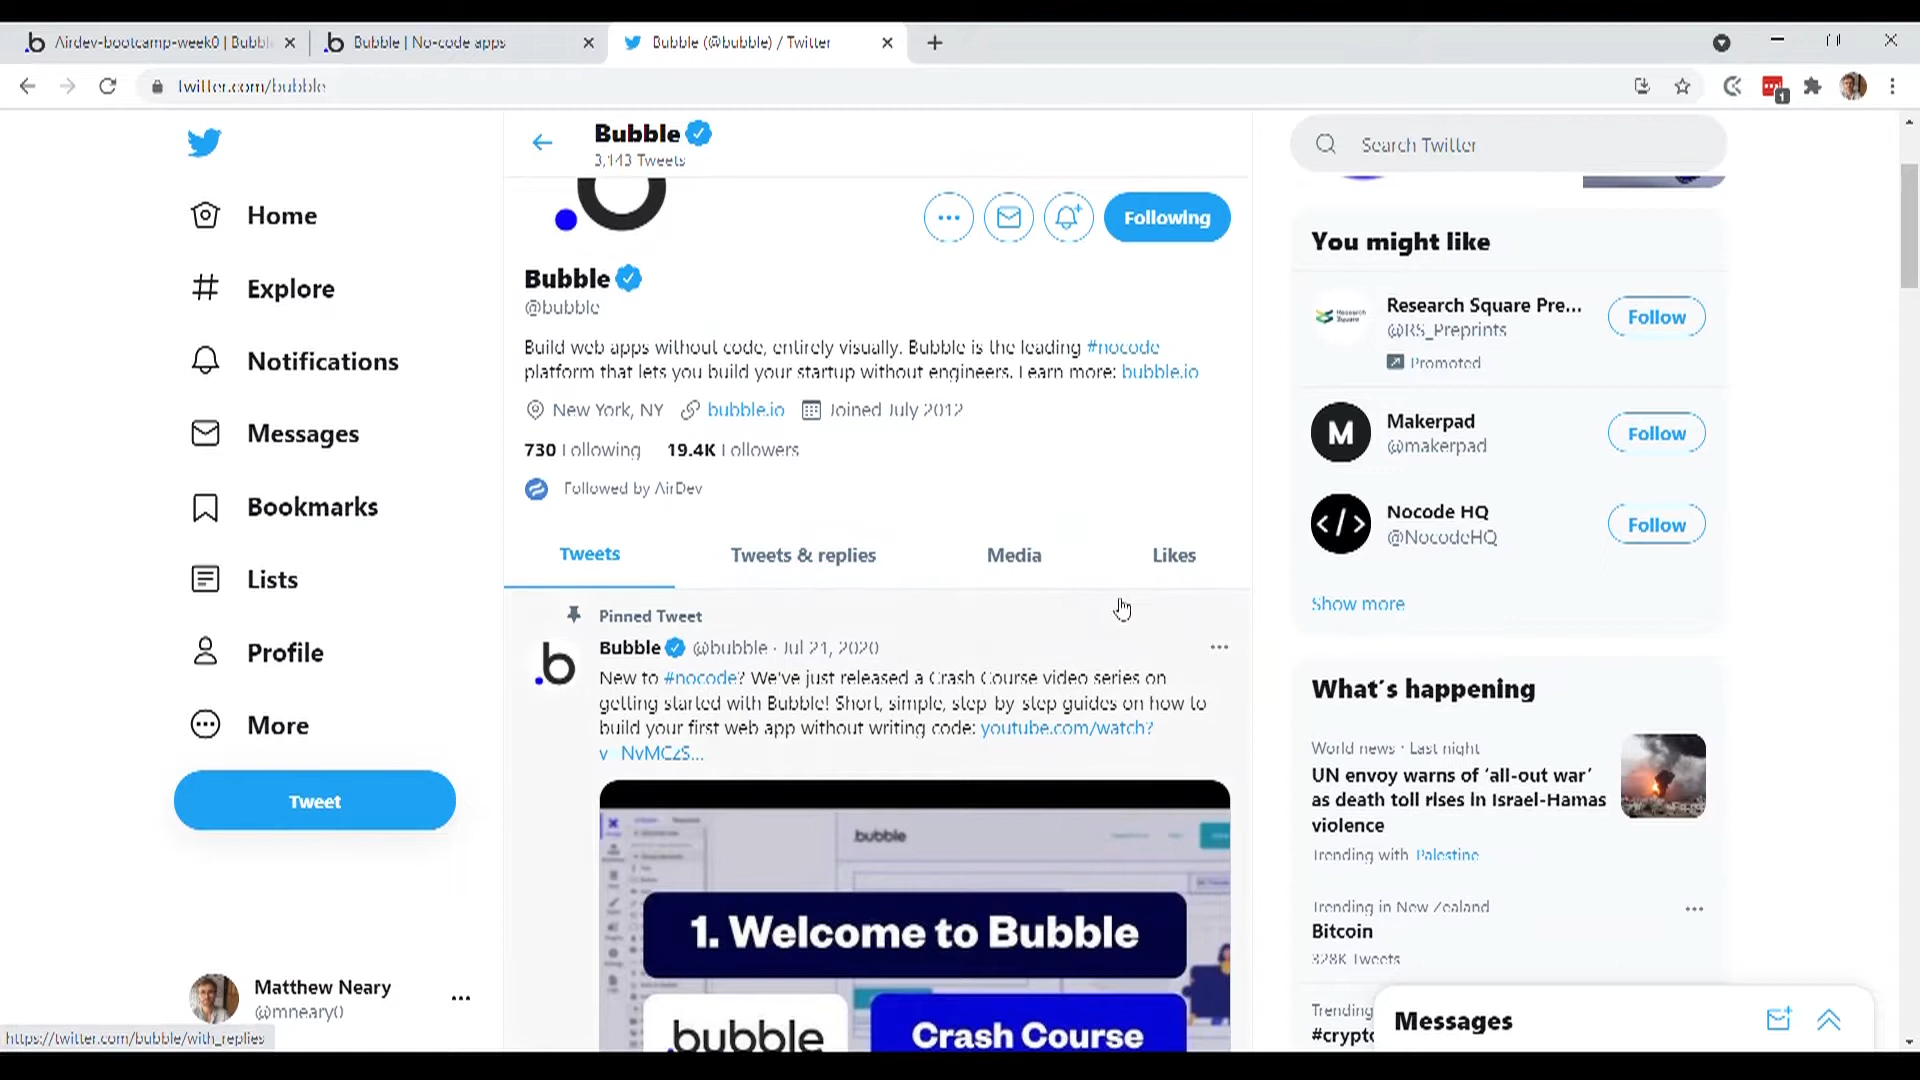 Airdev-bootcamp-week0 | Bubbl
Bubble | No-code apps
Bubble (@bubble) / Twitter
twitter.com/bubble
1
Bubble
3,143 Tweets
Search Twitter
Home
Explore
Notifications
Messages
Bookmarks
Lists
Profile
More
Tweet
Matthew Neary
@mneary0
https://twitter.com/bubble/with_replies
Following
Bubble
@bubble
Build web apps without code, entirely visually. Bubble is the leading #nocode
platform that lets you build your startup without engineers. Learn more: bubble.io
New York, NY bubble.io Joined July 2012
730 Following 19.4K Followers
Followed by AirDev
Tweets
Tweets & replies
Media
Likes
Pinned Tweet
Bubble @bubble · Jul 21, 2020
New to #nocode? We've just released a Crash Course video series on
getting started with Bubble! Short, simple, step-by-step guides on how to
build your first web app without writing code: youtube.com/watch?
v=NvMCzS...
.bubble
1. Welcome to Bubble
.bubble
Crash Course
You might like
Research Square Pre...
@RS_Preprints
Promoted
Follow
Makerpad
@makerpad
Follow
Nocode HQ
@NocodeHQ
Follow
Show more
What's happening
World news · Last night
UN envoy warns of 'all-out war'
as death toll rises in Israel-Hamas
violence
Trending with Palestine
Trending in New Zealand
Bitcoin
328K Tweets
Trending
#crypto
Messages